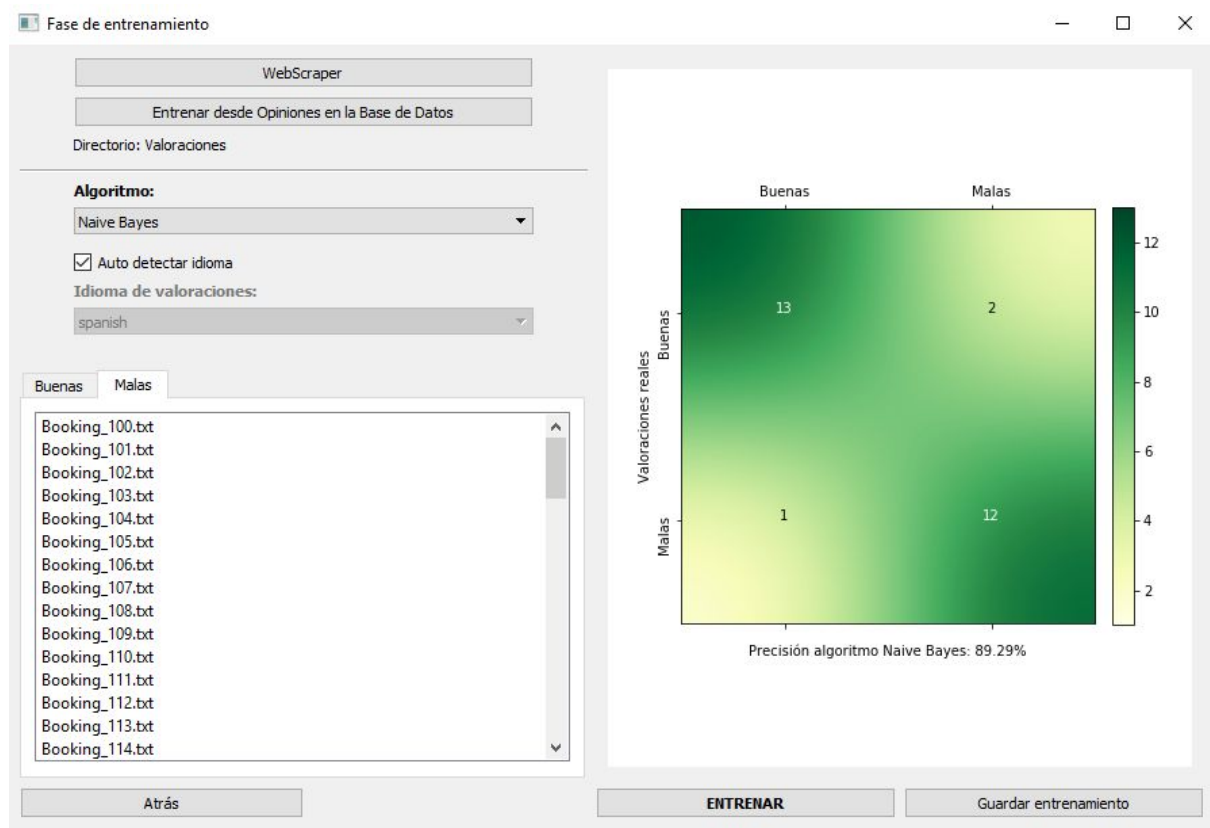 Fase de entrenamiento
WebScraper
Entrenar desde Opiniones en la Base de Datos
Directorio: Valoraciones
Algoritmo:
Naive Bayes
Auto detectar idioma
Idioma de valoraciones:
spanish
Buenas Malas
Booking_100.txt
Booking_101.txt
Booking_102.txt
Booking_103.txt
Booking_104.txt
Booking_105.txt
Booking_106.txt
Booking_107.txt
Booking_108.txt
Booking_109.txt
Booking_110.txt
Booking_111.txt
Booking_112.txt
Booking_113.txt
Booking_114.txt
Atrás
Buenas Malas
Valoraciones reales
Buenas
Malas
13 2
1 12
12
10
8
6
4
2
Precisión algoritmo Naive Bayes: 89.29%
ENTRENAR
Guardar entrenamiento